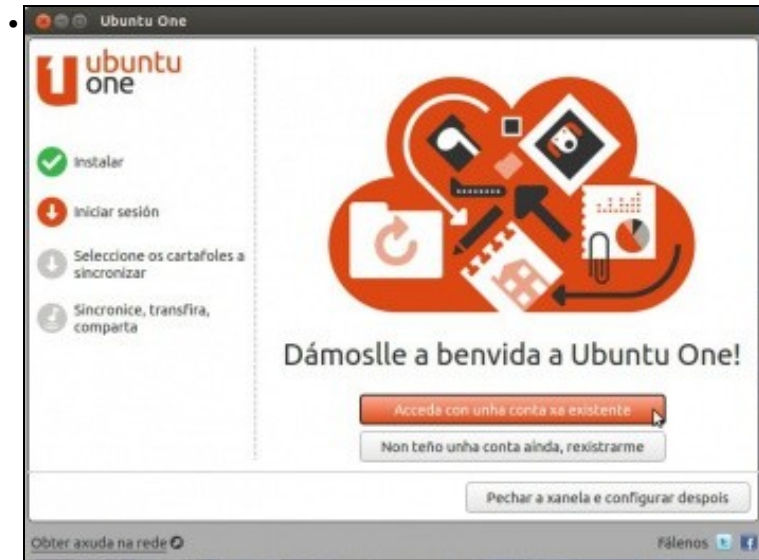 Ubuntu One
ubuntu
one
Instalar
Iniciar sesión
Seleccione os cartafoles a
sincronizar
Sincronice, transfira,
comparta
Dámoslle a benvida a Ubuntu One!
Acceda con unha conta xa existente
Non teño unha conta aínda, rexistrarme
Pechar a xanela e configurar despois
Obter axuda na rede
Fálenos